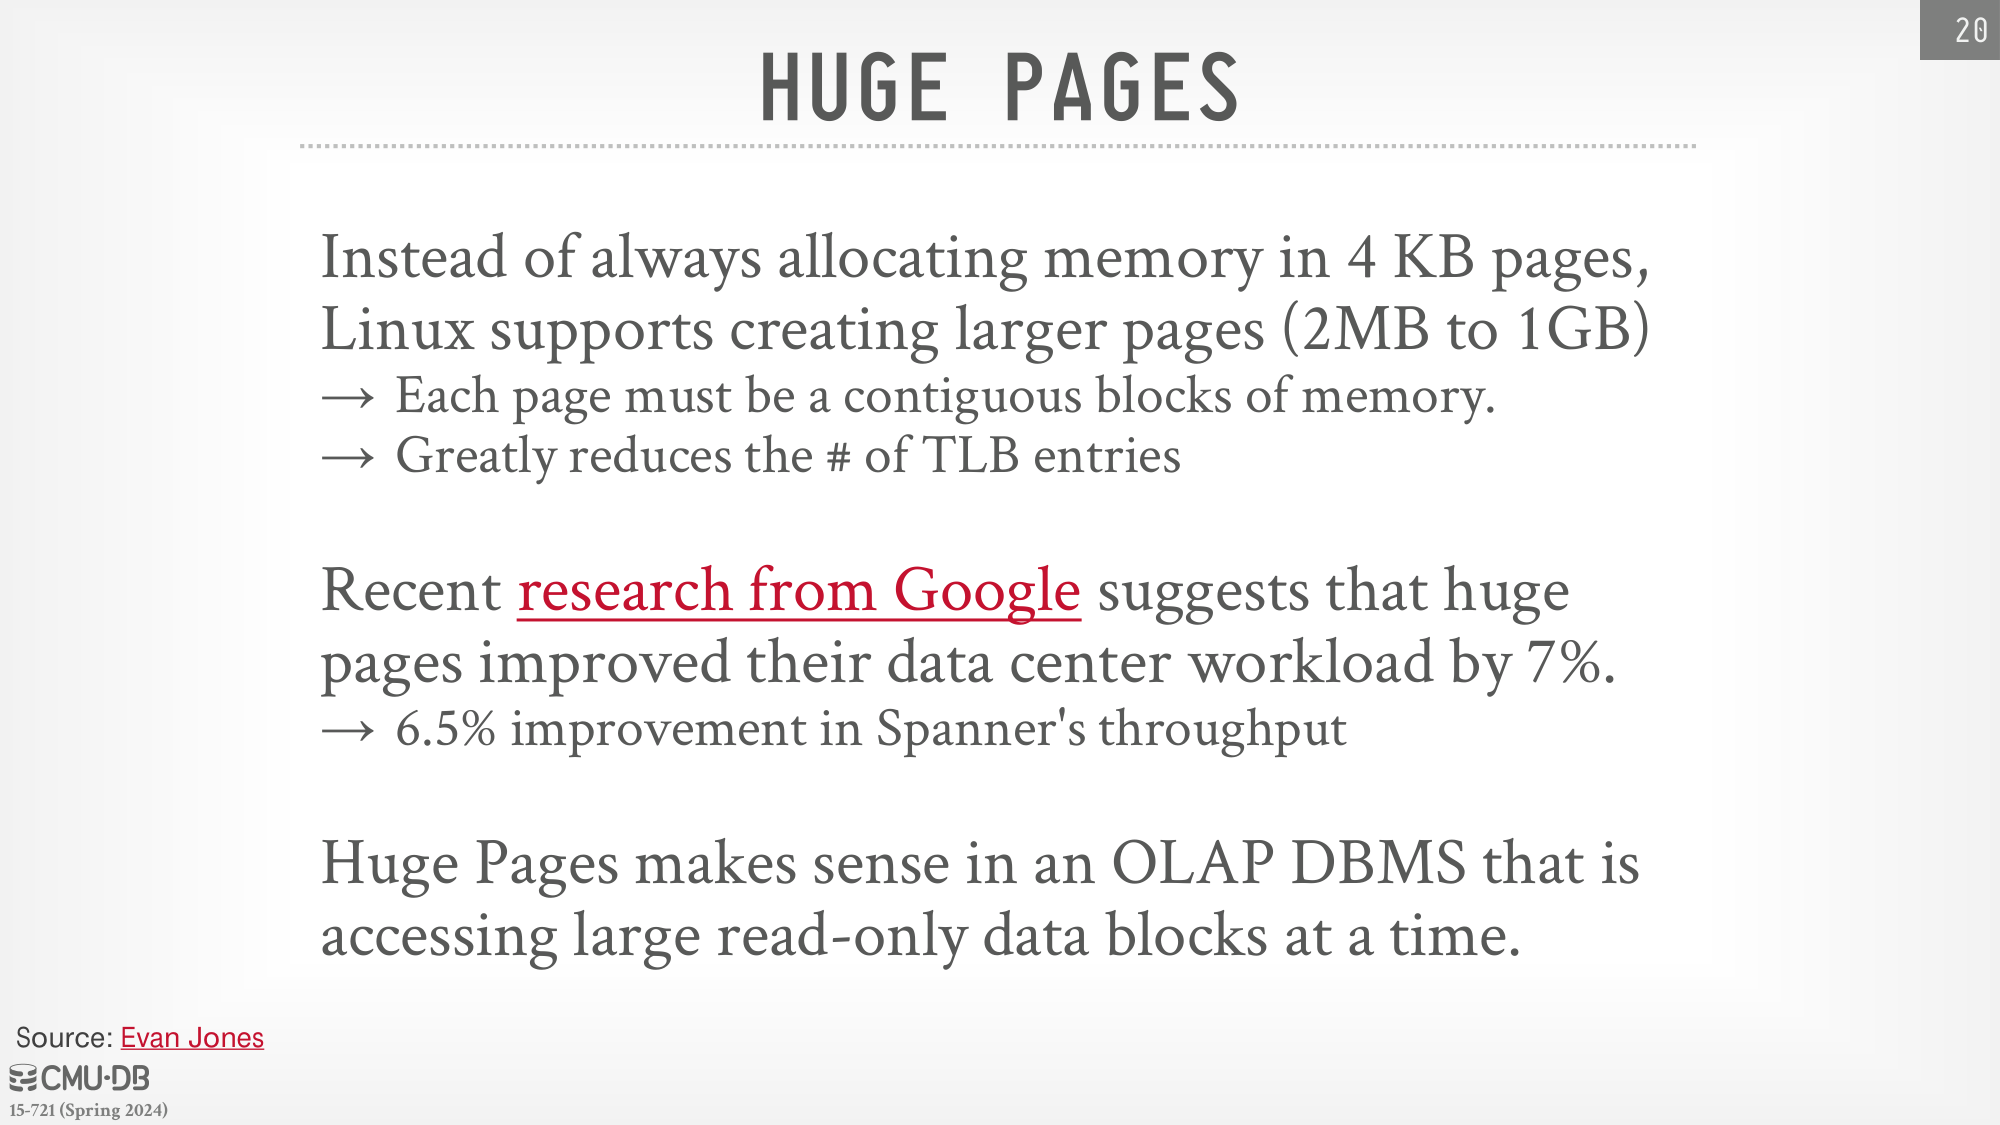 20
HUGE PAGES
Instead of always allocating memory in 4 KB pages,
Linux supports creating larger pages (2MB to 1GB)
→ Each page must be a contiguous blocks of memory.
→ Greatly reduces the # of TLB entries
Recent research from Google suggests that huge
pages improved their data center workload by 7%.
→ 6.5% improvement in Spanner's throughput
Huge Pages makes sense in an OLAP DBMS that is
accessing large read-only data blocks at a time.
Source: Evan Jones
CMU·DB
15-721 (Spring 2024)